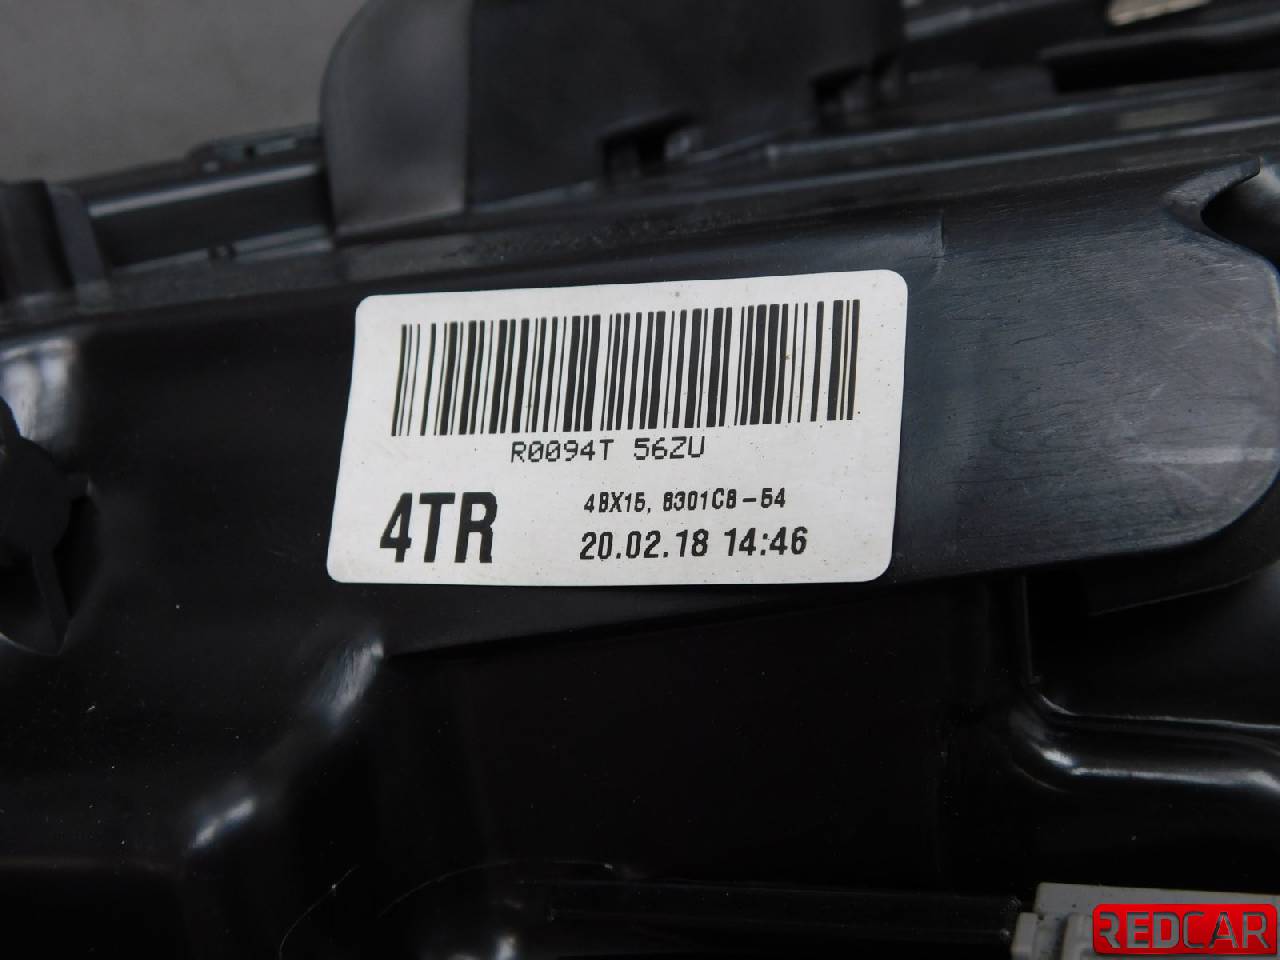 R0094T 56ZU
4TR
4BX15, 8301C8-54
20.02.18 14:46
REDCAR